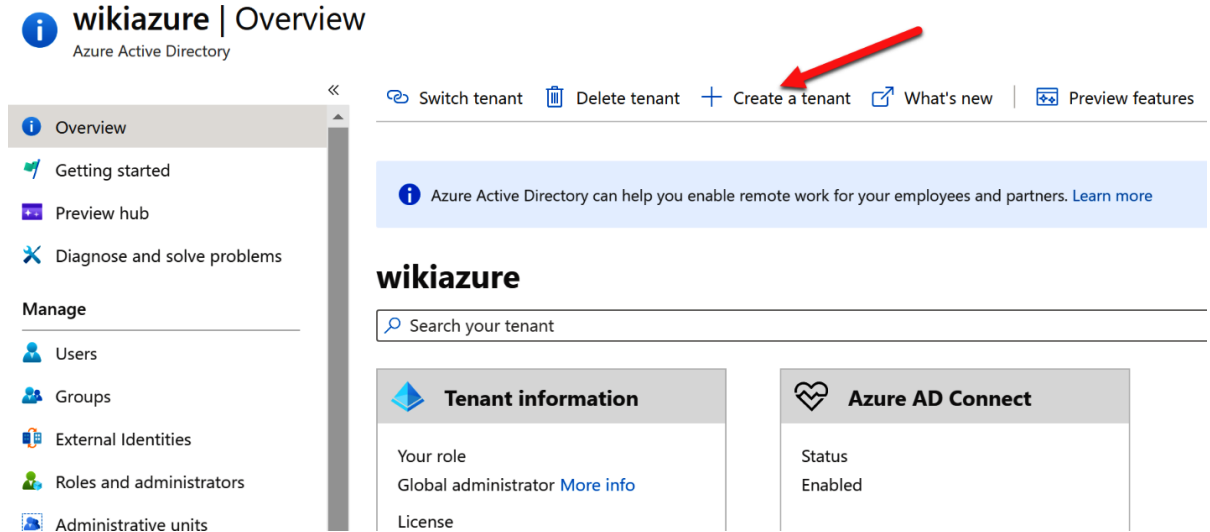 wikiazure | Overview
Azure Active Directory
«
Switch tenant Delete tenant Create a tenant What's new Preview features
Overview
Getting started
Preview hub
Diagnose and solve problems
Manage
Users
Groups
External Identities
Roles and administrators
Administrative units
Azure Active Directory can help you enable remote work for your employees and partners. Learn more
wikiazure
Search your tenant
Tenant information
Your role
Global administrator More info
License
Azure AD Connect
Status
Enabled